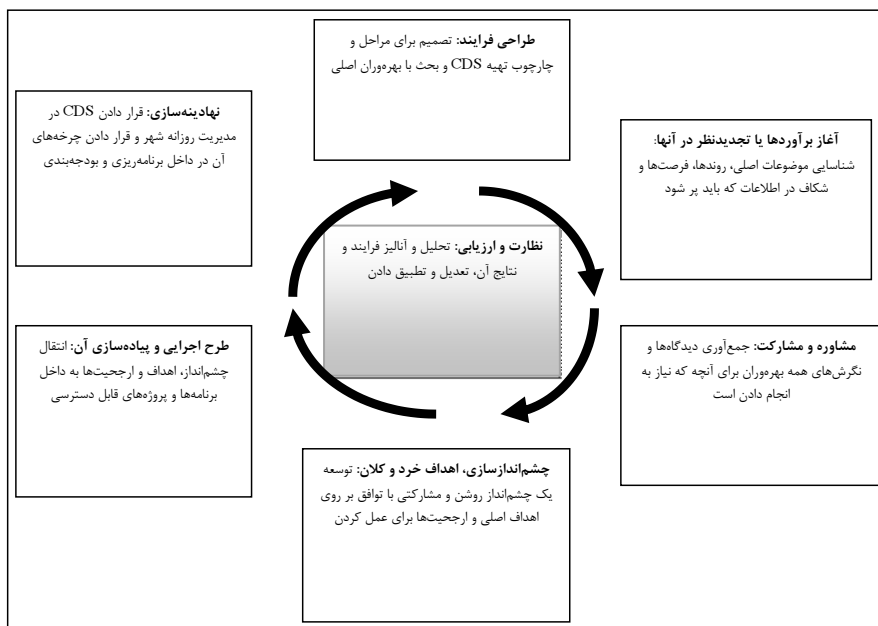 طراحی فرایند: تصمیم برای مراحل و
چارچوب تهیه CDS و بحث با بهره‌وران اصلی
آغاز برآوردها یا تجدیدنظر در آنها:
شناسایی موضوعات اصلی، روندها، فرصت‌ها و
شکاف در اطلاعات که باید پر شود
مشاوره و مشارکت: جمع‌آوری دیدگاه‌ها و
نگرش‌های همه بهره‌وران برای آنچه که نیاز به
انجام دادن است
چشم‌اندازسازی، اهداف خرد و کلان: توسعه
یک چشم‌انداز روشن و مشارکتی با توافق بر روی
اهداف اصلی و ارجحیت‌ها برای عمل کردن
طرح اجرایی و پیاده‌سازی آن: انتقال
چشم‌انداز، اهداف و ارجحیت‌ها به داخل
برنامه‌ها و پروژه‌های قابل دسترسی
نهادینه‌سازی: قرار دادن CDS در
مدیریت روزانه شهر و قرار دادن چرخه‌های
آن در داخل برنامه‌ریزی و بودجه‌بندی
نظارت و ارزیابی: تحلیل و آنالیز فرایند و
نتایج آن، تعدیل و تطبیق دادن